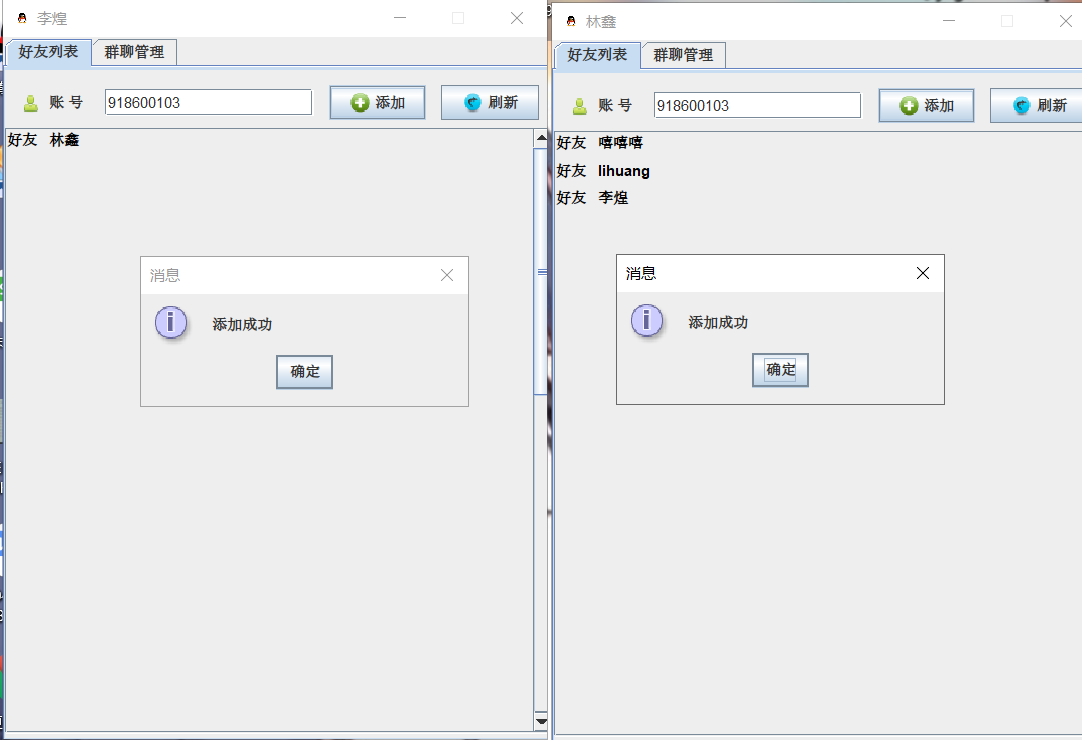 李煌
好友列表 群聊管理
账 号 918600103 添加 刷新
好友 林鑫
消息
添加成功
确定
林鑫
好友列表 群聊管理
账 号 918600103 添加 刷新
好友 嘻嘻嘻
好友 lihuang
好友 李煌
消息
添加成功
确定